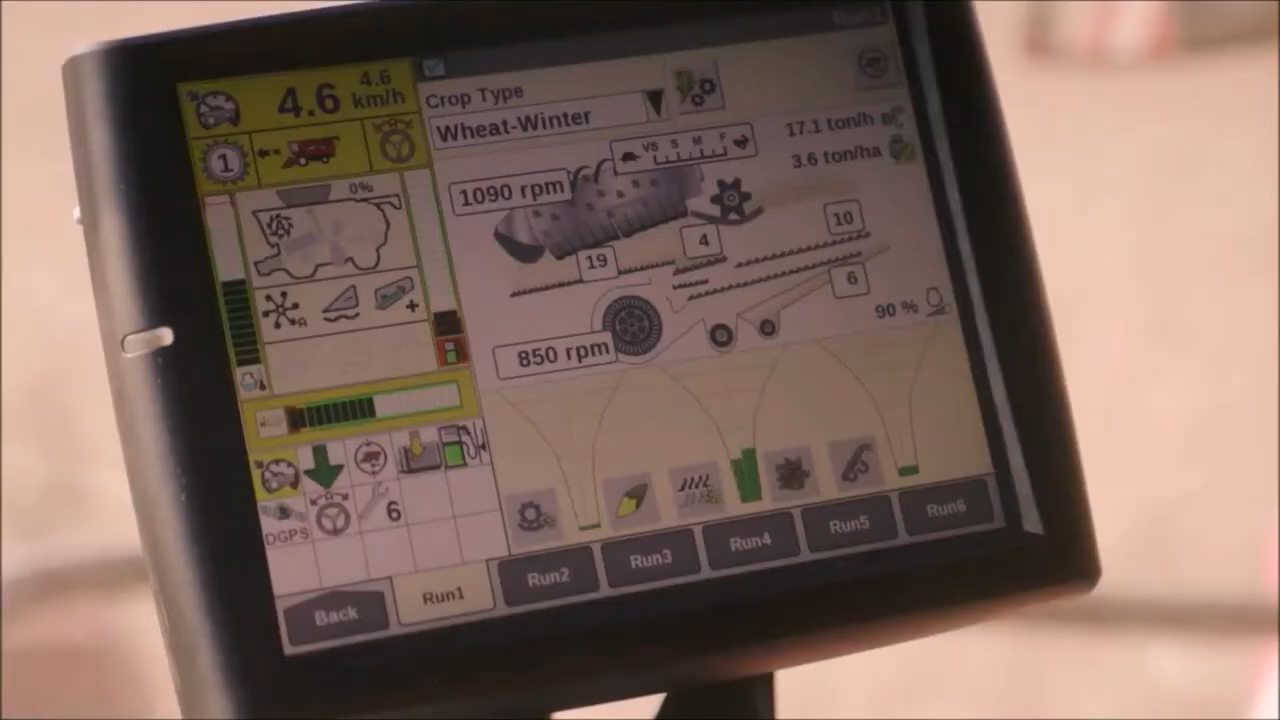 Run1
4.6
4.6
km/h
1
0%
A
A
DGPS
A
6
Crop Type
Wheat-Winter
VS S M F
17.1 ton/h
3.6 ton/ha
1090 rpm
10
4
19
6
90 %
850 rpm
Back
Run1
Run2
Run3
Run4
Run5
Run6